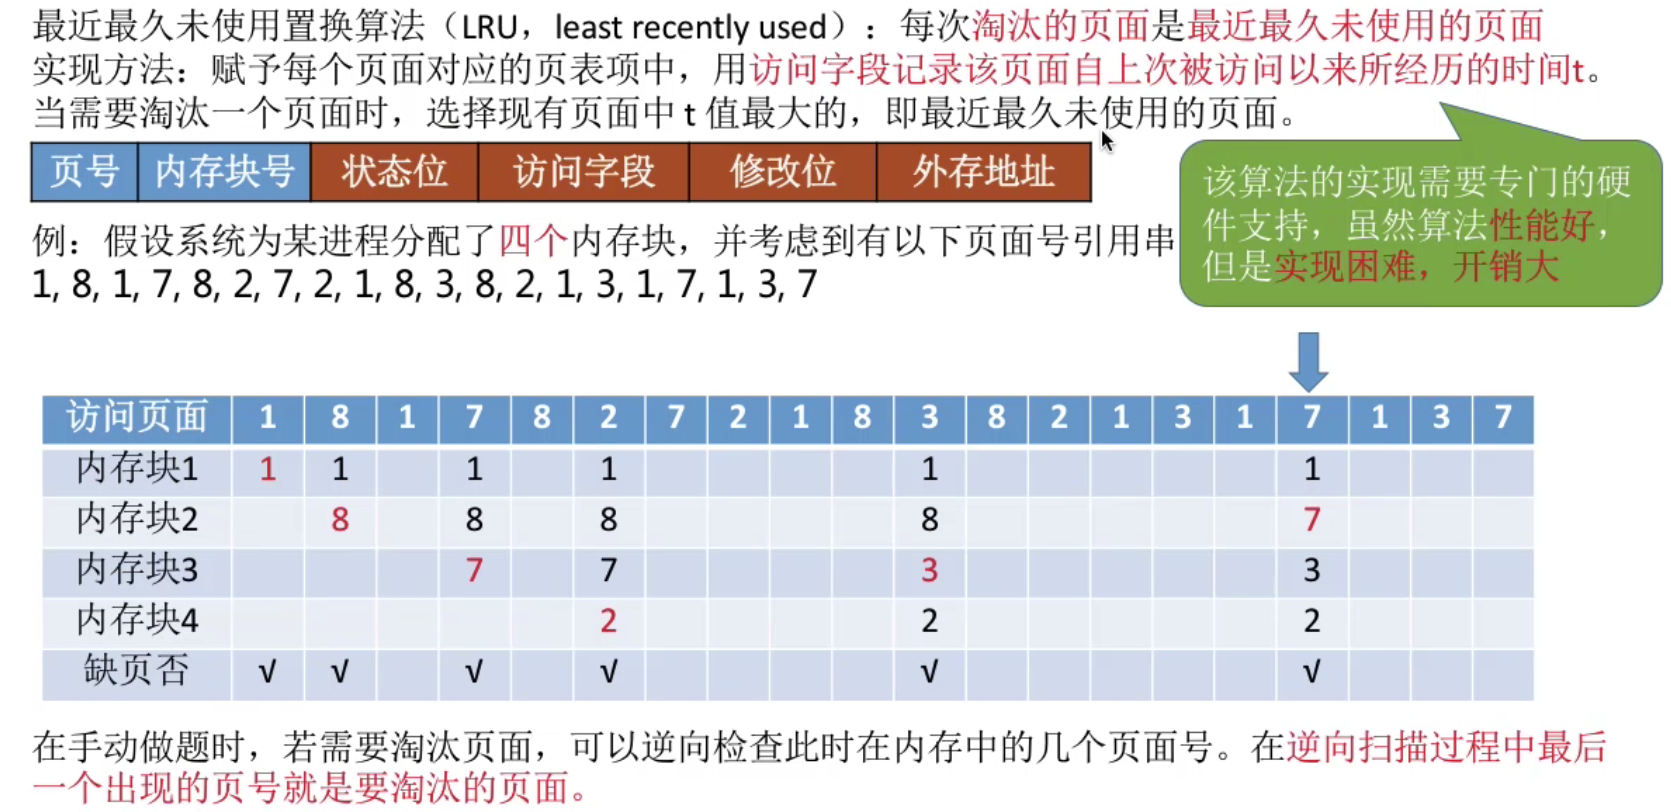 最近最久未使用置换算法（LRU，least recently used）：每次淘汰的页面是最近最久未使用的页面
实现方法：赋予每个页面对应的页表项中，用访问字段记录该页面自上次被访问以来所经历的时间t。
当需要淘汰一个页面时，选择现有页面中 t 值最大的，即最近最久未使用的页面。
页号 内存块号 状态位 访问字段 修改位 外存地址
该算法的实现需要专门的硬
件支持，虽然算法性能好，
但是实现困难，开销大
例：假设系统为某进程分配了四个内存块，并考虑到有以下页面号引用串
1, 8, 1, 7, 8, 2, 7, 2, 1, 8, 3, 8, 2, 1, 3, 1, 7, 1, 3, 7
访问页面 1 8 1 7 8 2 7 2 1 8 3 8 2 1 3 1 7 1 3 7
内存块1 1 1 1 1 1 1
内存块2 8 8 8 8 7
内存块3 7 7 3 3
内存块4 2 2 2
缺页否 √ √ √ √ √ √
在手动做题时，若需要淘汰页面，可以逆向检查此时在内存中的几个页面号。在逆向扫描过程中最后
一个出现的页号就是要淘汰的页面。